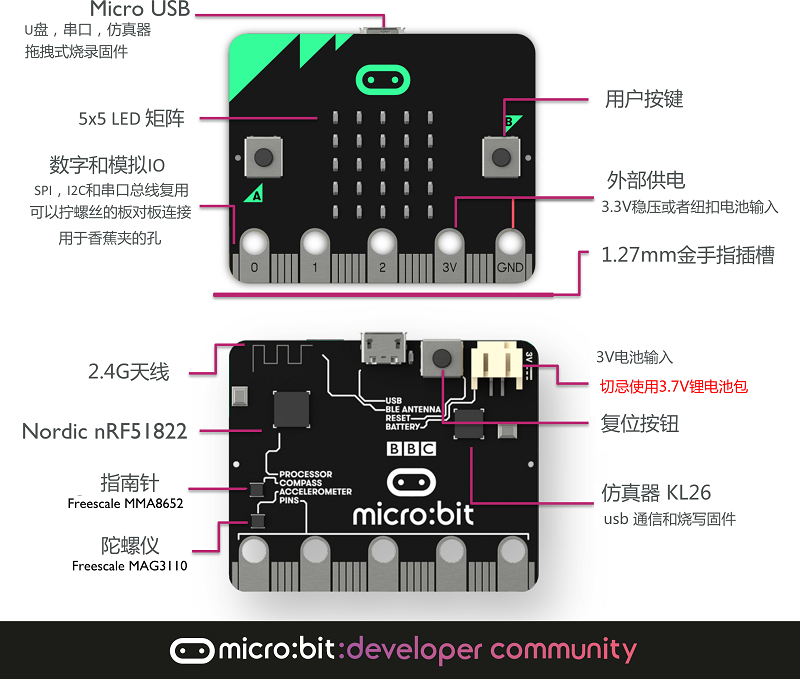 Micro USB
U盘，串口，仿真器
拖拽式烧录固件
5x5 LED 矩阵
B
用户按键
数字和模拟IO
SPI，I2C和串口总线复用
可以拧螺丝的板对板连接
用于香蕉夹的孔
A
外部供电
3.3V稳压或者纽扣电池输入
0 1 2 3V GND
1.27mm金手指插槽
2.4G天线
3V
3V电池输入
切忌使用3.7V锂电池包
USB
BLE ANTENNA
RESET
BATTERY
复位按钮
Nordic nRF51822
BBC
PROCESSOR
COMPASS
ACCELEROMETER
PINS
指南针
Freescale MMA8652
micro:bit
仿真器 KL26
usb 通信和烧写固件
陀螺仪
Freescale MAG3110
micro:bit:developer community